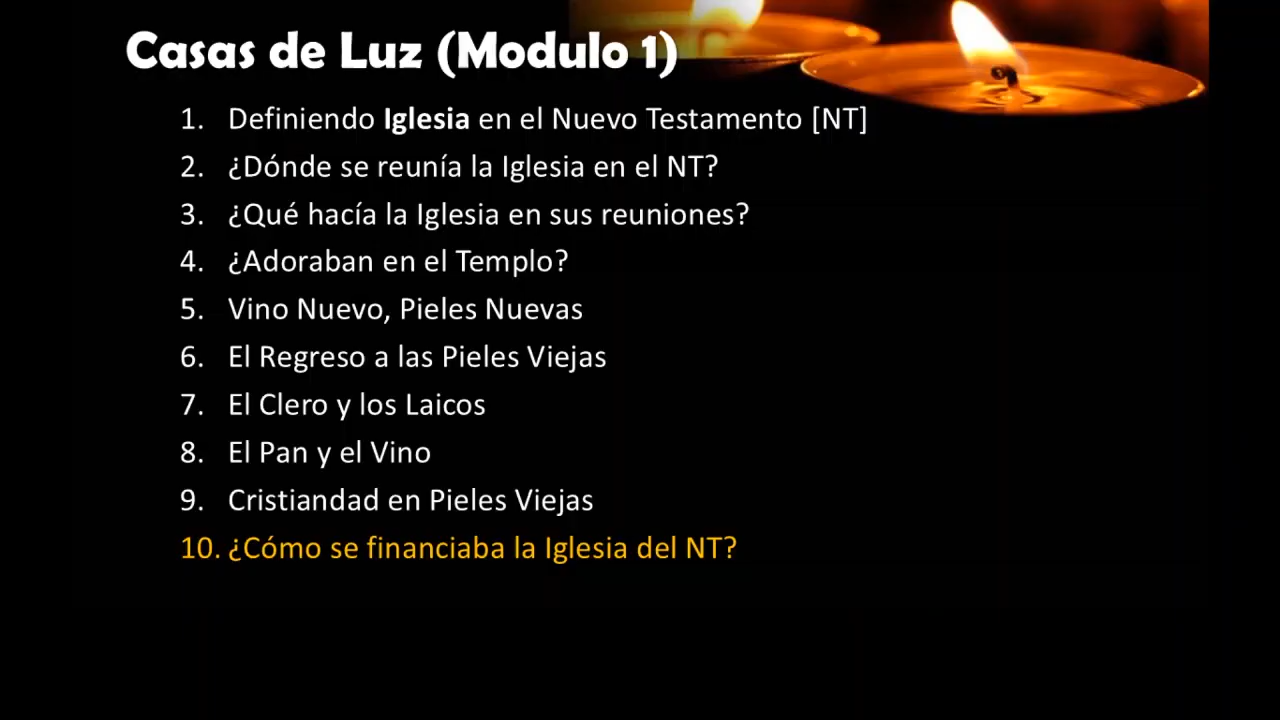 Casas de Luz (Modulo 1)
1. Definiendo Iglesia en el Nuevo Testamento [NT]
2. ¿Dónde se reunía la Iglesia en el NT?
3. ¿Qué hacía la Iglesia en sus reuniones?
4. ¿Adoraban en el Templo?
5. Vino Nuevo, Pieles Nuevas
6. El Regreso a las Pieles Viejas
7. El Clero y los Laicos
8. El Pan y el Vino
9. Cristiandad en Pieles Viejas
10. ¿Cómo se financiaba la Iglesia del NT?